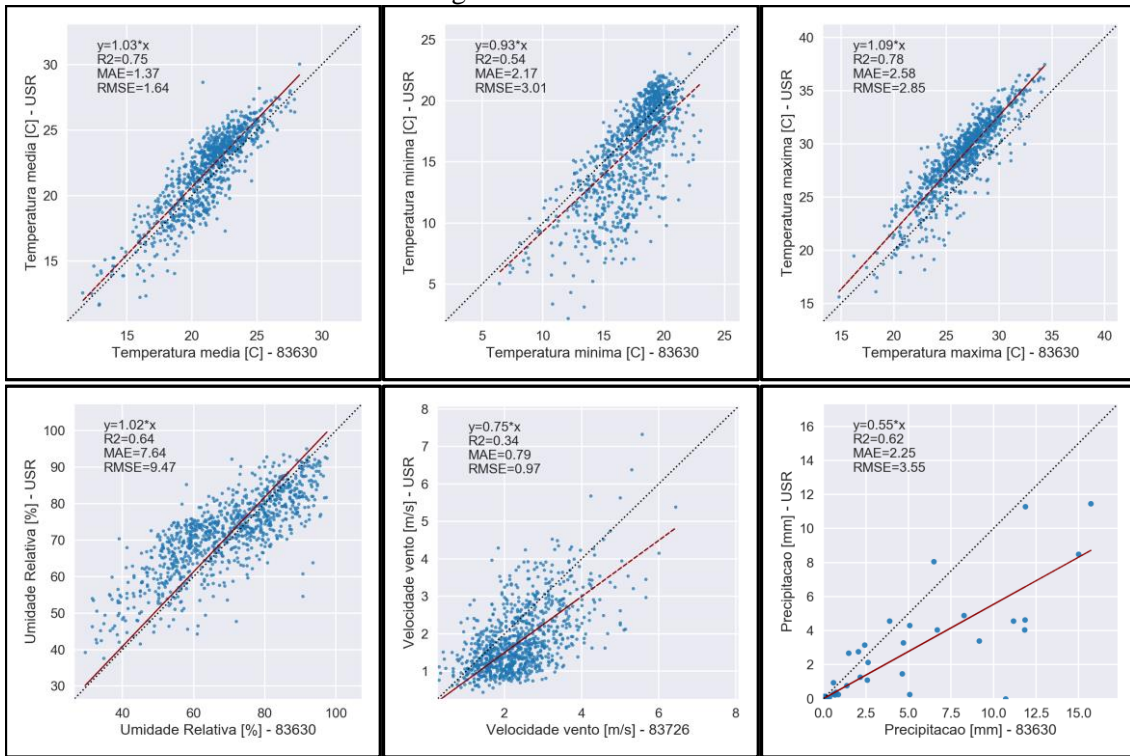 y=1.03*x
R2=0.75
MAE=1.37
RMSE=1.64
Temperatura media [C] - USR
30
25
20
15
15
20
25
30
Temperatura media [C] - 83630
y=0.93*x
R2=0.54
MAE=2.17
RMSE=3.01
Temperatura minima [C] - USR
25
20
15
10
5
5
10
15
20
25
Temperatura minima [C] - 83630
y=1.09*x
R2=0.78
MAE=2.58
RMSE=2.85
Temperatura maxima [C] - USR
40
35
30
25
20
15
15
20
25
30
35
40
Temperatura maxima [C] - 83630
y=1.02*x
R2=0.64
MAE=7.64
RMSE=9.47
Umidade Relativa [%] - USR
100
90
80
70
60
50
40
30
40
60
80
100
Umidade Relativa [%] - 83630
y=0.75*x
R2=0.34
MAE=0.79
RMSE=0.97
Velocidade vento [m/s] - USR
8
7
6
5
4
3
2
1
2
4
6
8
Velocidade vento [m/s] - 83726
y=0.55*x
R2=0.62
MAE=2.25
RMSE=3.55
Precipitacao [mm] - USR
16
14
12
10
8
6
4
2
0
0.0
2.5
5.0
7.5
10.0
12.5
15.0
Precipitacao [mm] - 83630